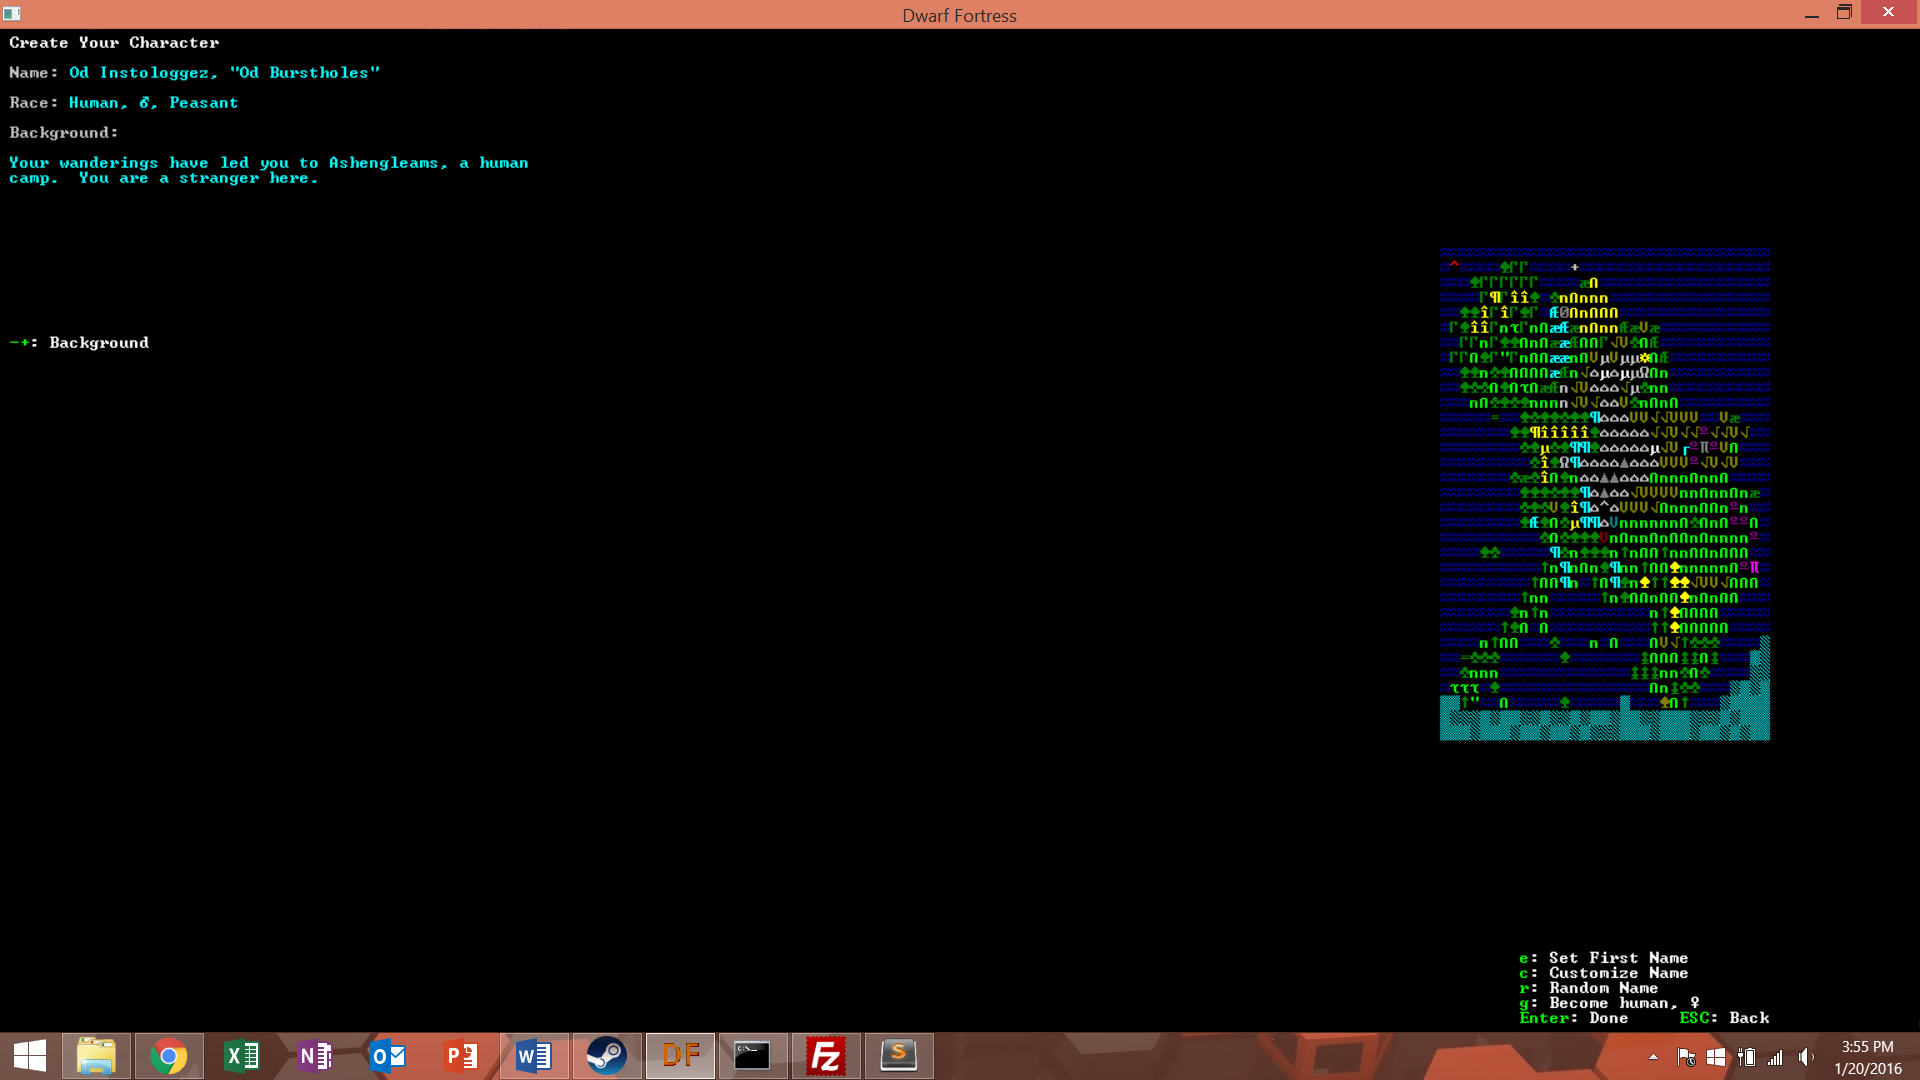 Dwarf Fortress
Create Your Character
Name: Od Instologgez, "Od Burstholes"
Race: Human, ♂, Peasant
Background:
Your wanderings have led you to Ashengleams, a human
camp.  You are a stranger here.
-+: Background
e: Set First Name
c: Customize Name
r: Random Name
g: Become human, ♀
Enter: Done ESC: Back
DF
3:55 PM
1/20/2016